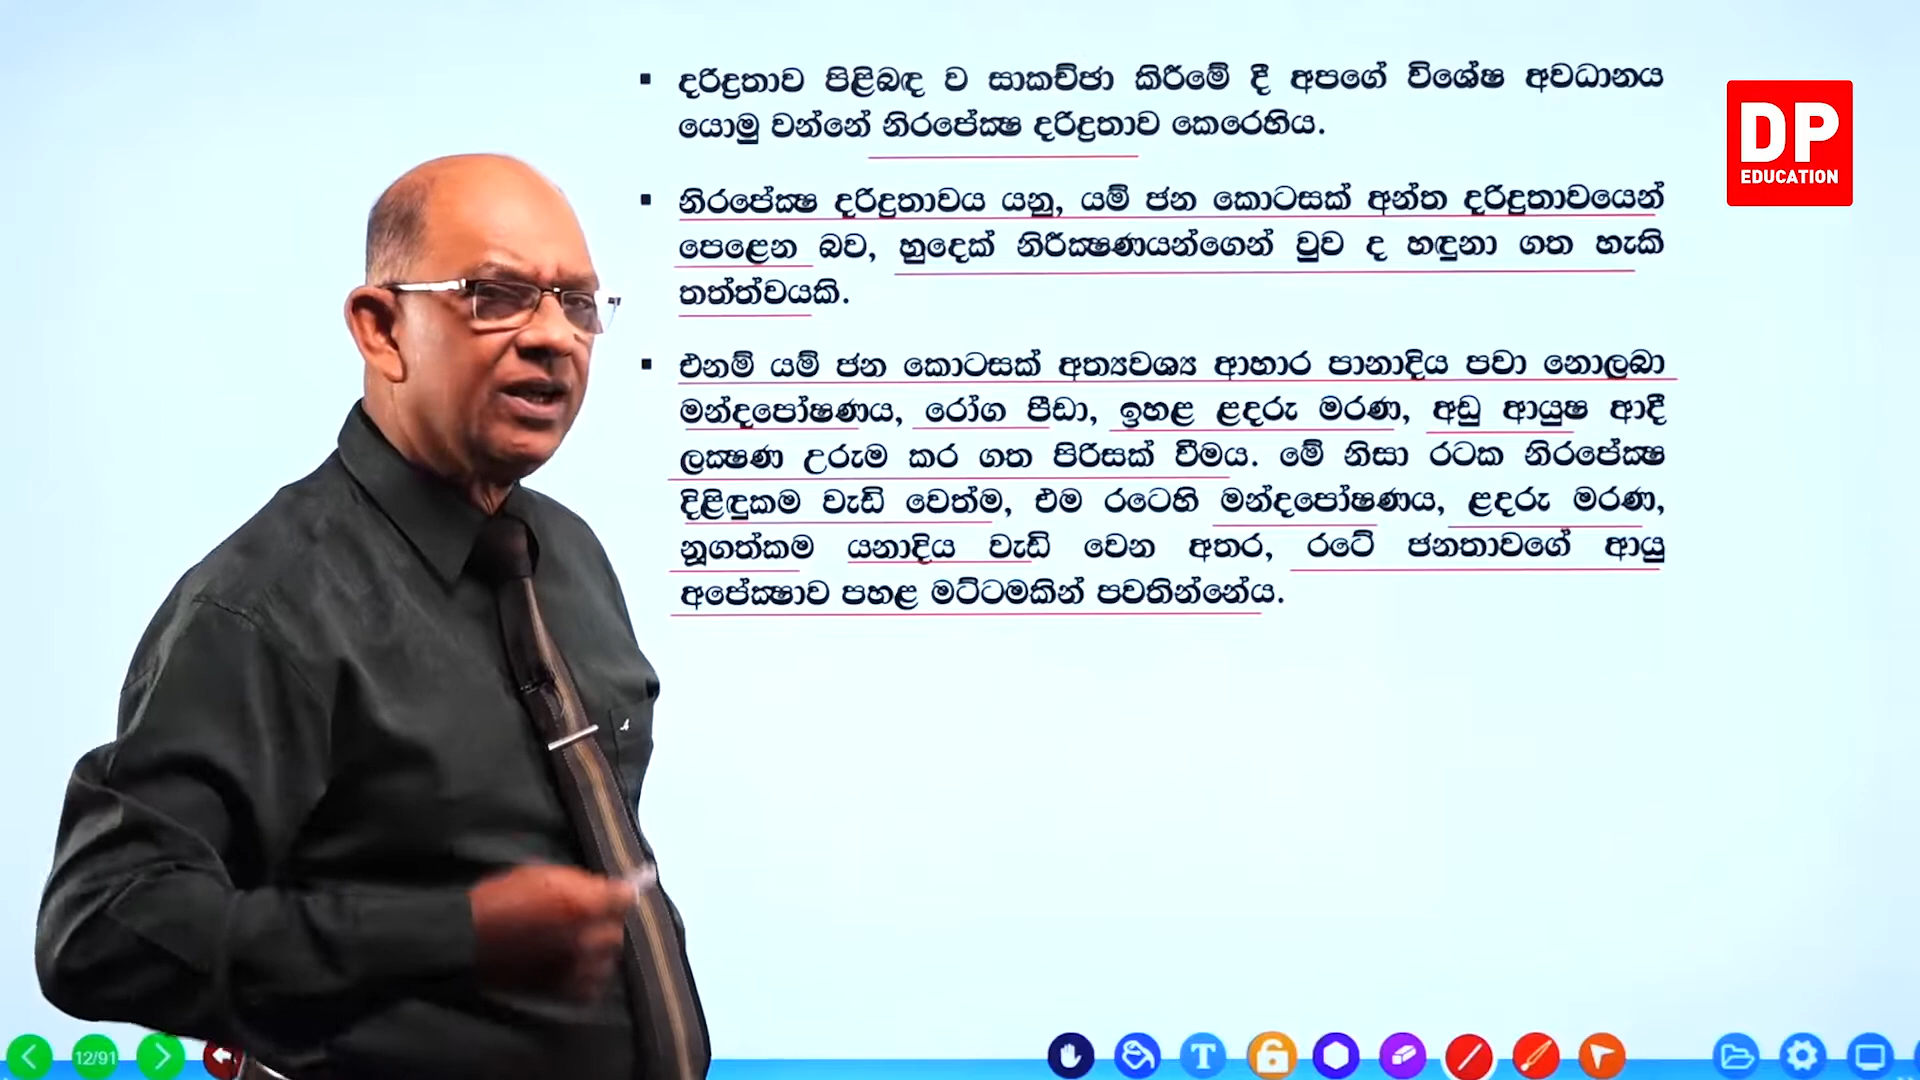 දරිද්‍රතාව පිළිබඳ ව සාකච්ඡා කිරීමේ දී අපගේ විශේෂ අවධානය
යොමු වන්නේ නිරපේක්‍ෂ දරිද්‍රතාව කෙරෙහිය.
නිරපේක්‍ෂ දරිද්‍රතාවය යනු, යම් ජන කොටසක් අන්ත දරිද්‍රතාවයෙන්
පෙළෙන බව, හුදෙක් නිරීක්‍ෂණයන්ගෙන් වුව ද හඳුනා ගත හැකි
තත්ත්වයකි.
එනම් යම් ජන කොටසක් අත්‍යවශ්‍ය ආහාර පානාදිය පවා නොලබා
මන්දපෝෂණය, රෝග පීඩා, ඉහළ ළදරු මරණ, අඩු ආයුෂ ආදී
ලක්‍ෂණ උරුම කර ගත පිරිසක් වීමය. මේ නිසා රටක නිරපේක්‍ෂ
දිළිඳුකම වැඩි වෙත්ම, එම රටෙහි මන්දපෝෂණය, ළදරු මරණ,
නූගත්කම යනාදිය වැඩි වෙන අතර, රටේ ජනතාවගේ ආයු
අපේක්‍ෂාව පහළ මට්ටමකින් පවතින්නේය.
DP
EDUCATION
12/91
T